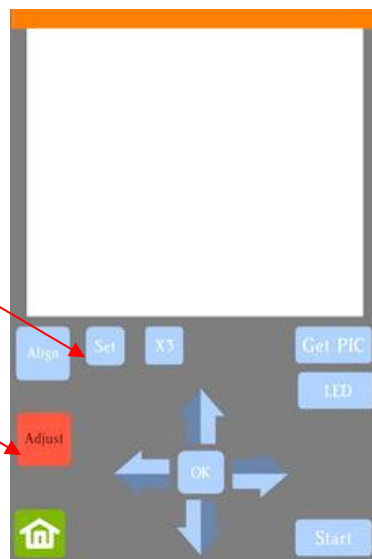 Align
Set
X3
Get PIC
LED
Adjust
OK
Start